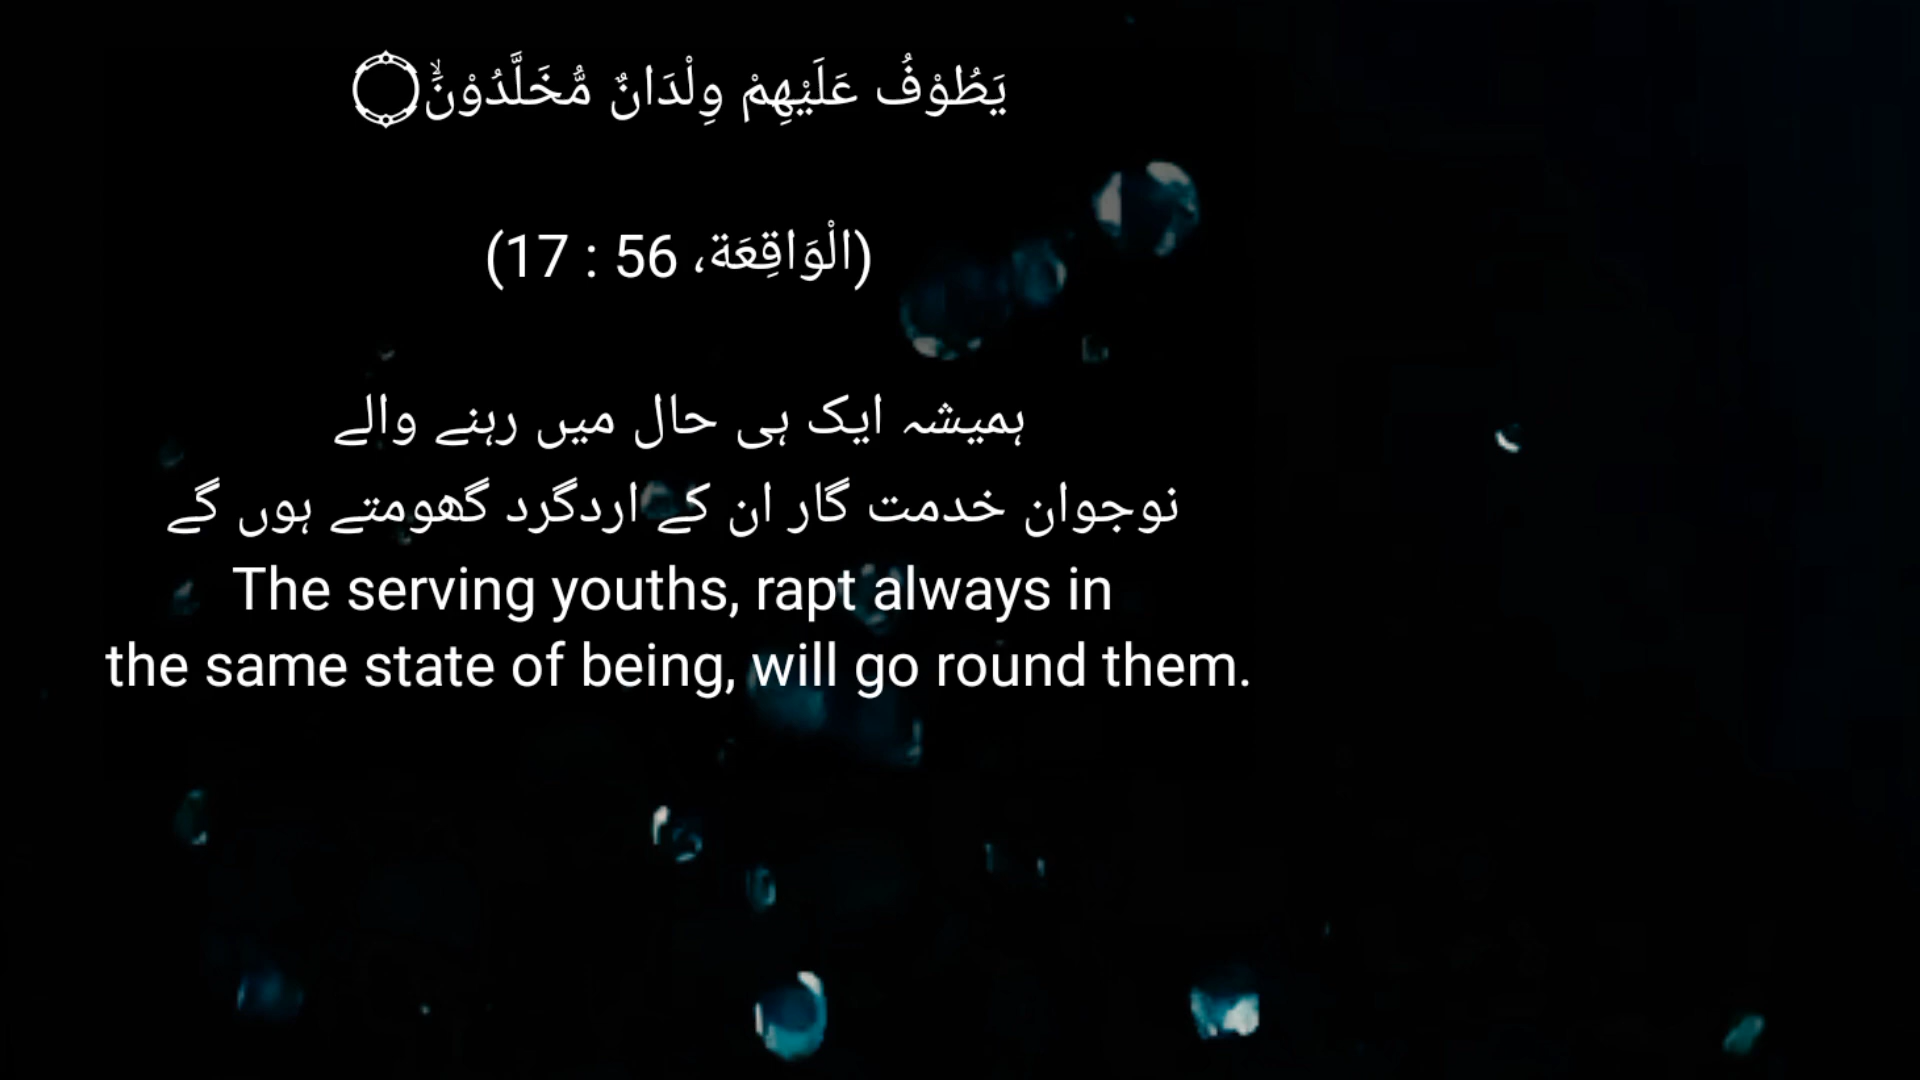 يَطُوْفُ عَلَيْهِمْ وِلْدَانٌ مُّخَلَّدُوْنَۙ۝
(الْوَاقِعَة، 56 : 17)
ہمیشہ ایک ہی حال میں رہنے والے
نوجوان خدمت گار ان کے اردگرد گھومتے ہوں گے
The serving youths, rapt always in
the same state of being, will go round them.